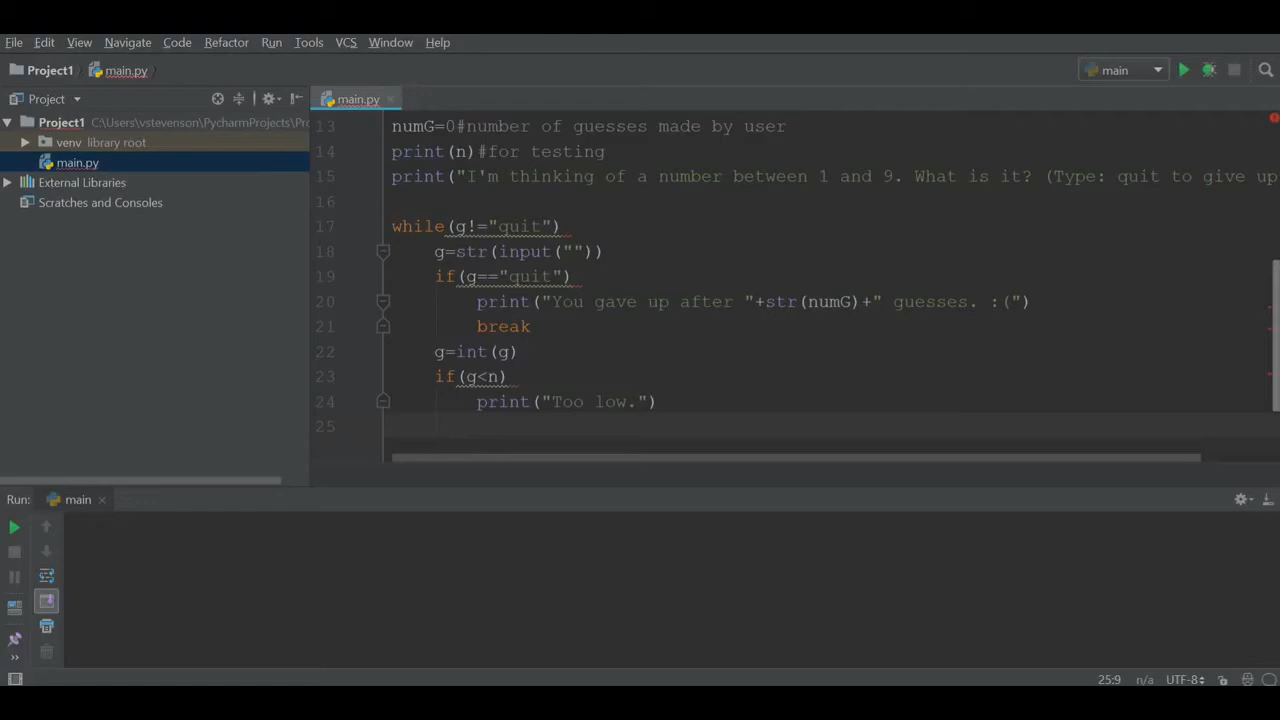 File Edit View Navigate Code Refactor Run Tools VCS Window Help
Project1 main.py main
Project main.py
Project1 C:\Users\vstevenson\PycharmProjects\Pro
venv library root
main.py
External Libraries
Scratches and Consoles
13 numG=0#number of guesses made by user
14 print(n)#for testing
15 print("I'm thinking of a number between 1 and 9. What is it? (Type: quit to give up
16
17 while(g!="quit")
18 g=str(input(""))
19 if(g=="quit")
20 print("You gave up after "+str(numG)+" guesses. :(")
21 break
22 g=int(g)
23 if(g<n)
24 print("Too low.")
25
Run: main
25:9 n/a UTF-8